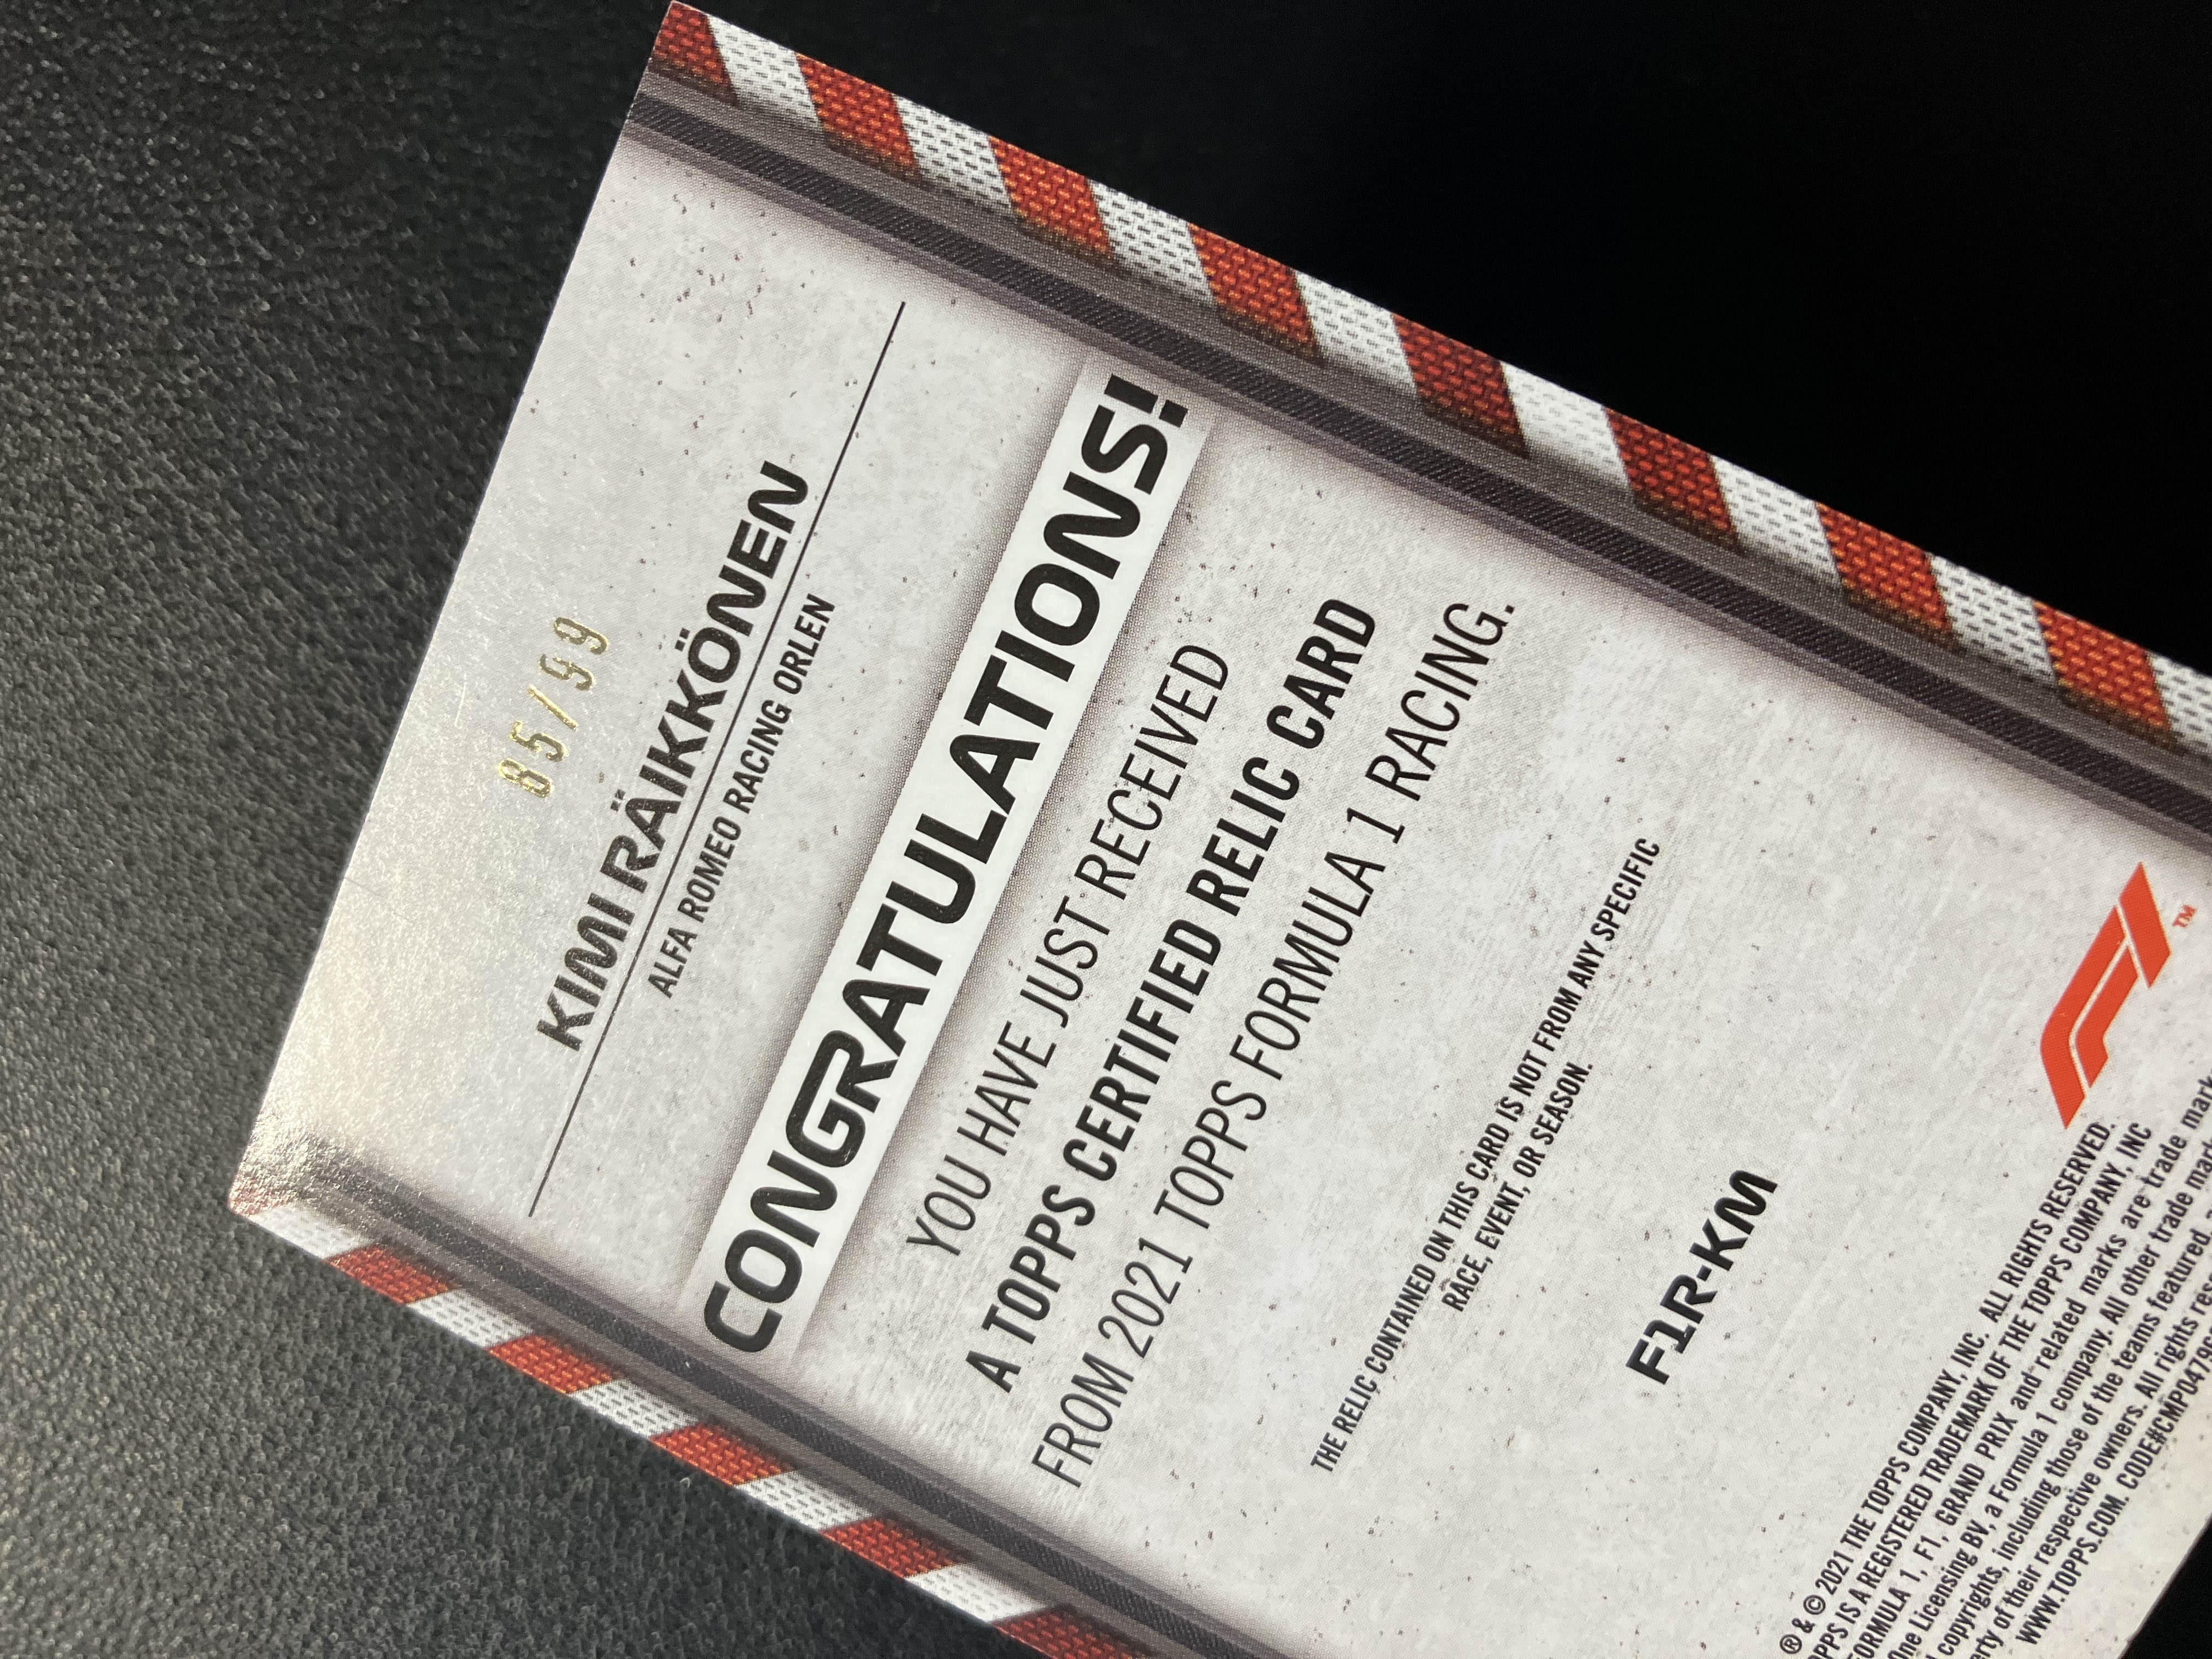 85/99
KIMI RÄIKKÖNEN
ALFA ROMEO RACING ORLEN
CONGRATULATIONS!
YOU HAVE JUST RECEIVED
A TOPPS CERTIFIED RELIC CARD
FROM 2021 TOPPS FORMULA 1 RACING.
THE RELIC CONTAINED ON THIS CARD IS NOT FROM ANY SPECIFIC
RACE, EVENT, OR SEASON.
F1R-KM
F1 ™
® & © 2021 THE TOPPS COMPANY, INC. ALL RIGHTS RESERVED.
IS A REGISTERED TRADEMARK OF THE TOPPS COMPANY, INC
FORMULA 1, F1, GRAND PRIX and related marks are trade
One Licensing BV, a Formula 1 company. All other trade
copyrights, including those of the teams featured
of their respective owners. All rights
WWW.TOPPS.COM. CODE#CMP0479